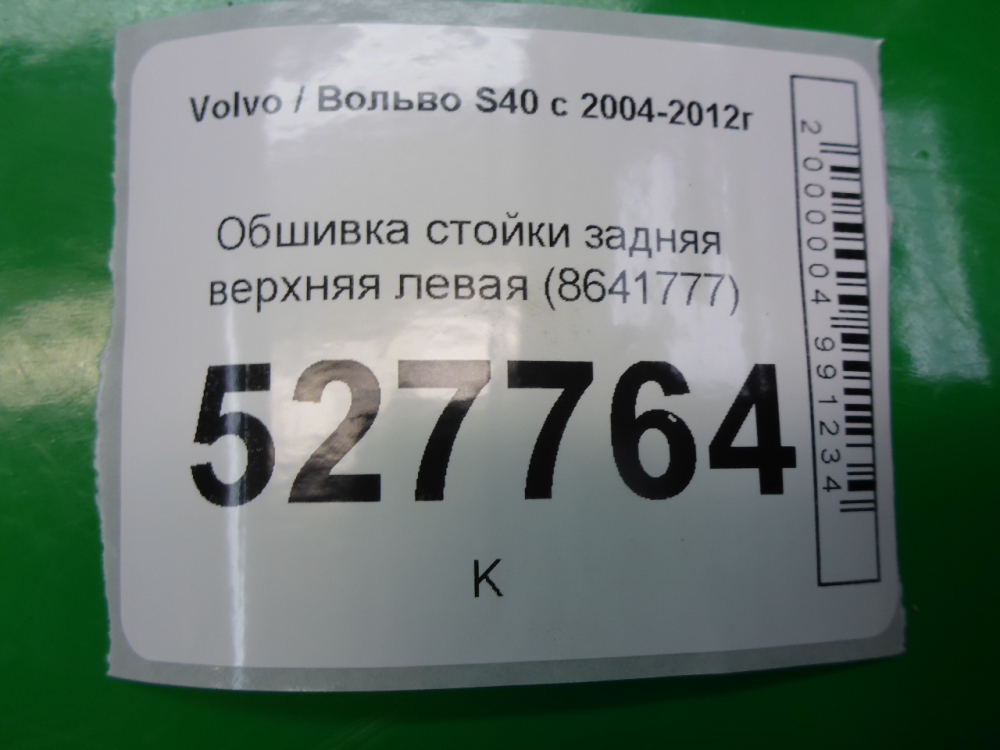 Volvo / Вольво S40 с 2004-2012г
Обшивка стойки задняя
верхняя левая (8641777)
527764
К
2000004991234